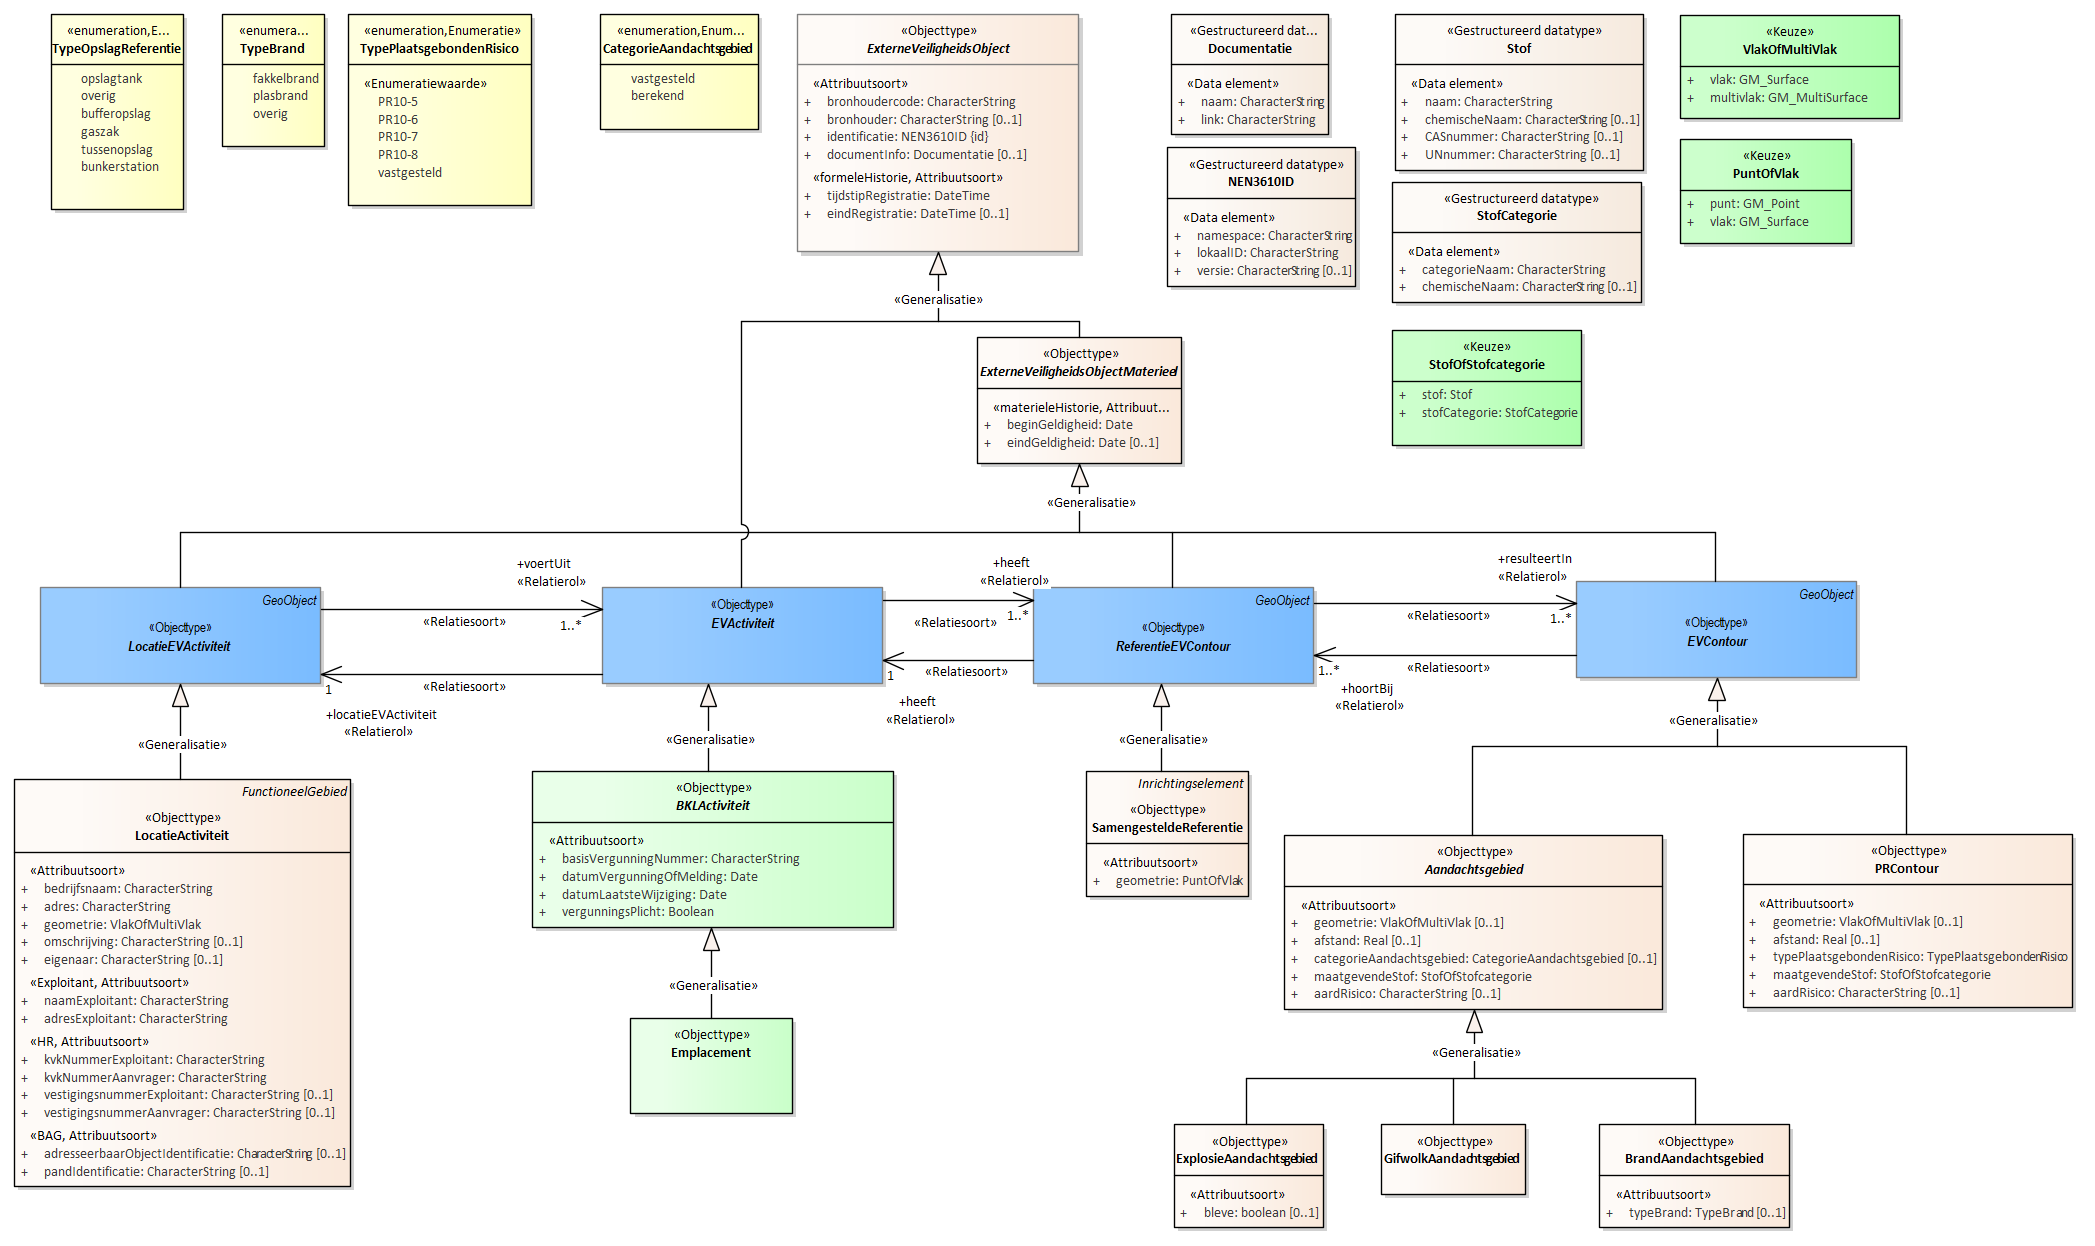 «enumeration,E...
TypeOpslagReferentie
opslagtank
overig
bufferopslag
gaszak
tussenopslag
bunkerstation
«enumera...
TypeBrand
fakkelbrand
plasbrand
overig
«enumeration,Enumeratie»
TypePlaatsgebondenRisico
«Enumeratiewaarde»
PR10-5
PR10-6
PR10-7
PR10-8
vastgesteld
«enumeration,Enum...
CategorieAandachtsgebied
vastgesteld
berekend
«Objecttype»
ExterneVeiligheidsObject
«Attribuutsoort»
+ bronhoudercode: CharacterString
+ bronhouder: CharacterString [0..1]
+ identificatie: NEN3610ID {id}
+ documentInfo: Documentatie [0..1]
«formeleHistorie, Attribuutsoort»
+ tijdstipRegistratie: DateTime
+ eindRegistratie: DateTime [0..1]
«Gestructureerd dat...
Documentatie
«Data element»
+ naam: CharacterString
+ link: CharacterString
«Gestructureerd datatype»
NEN3610ID
«Data element»
+ namespace: CharacterString
+ lokaalID: CharacterString
+ versie: CharacterString [0..1]
«Gestructureerd datatype»
Stof
«Data element»
+ naam: CharacterString
+ chemischeNaam: CharacterString [0..1]
+ CASnummer: CharacterString [0..1]
+ UNnummer: CharacterString [0..1]
«Gestructureerd datatype»
StofCategorie
«Data element»
+ categorieNaam: CharacterString
+ chemischeNaam: CharacterString [0..1]
«Keuze»
StofOfStofcategorie
+ stof: Stof
+ stofCategorie: StofCategorie
«Keuze»
VlakOfMultiVlak
+ vlak: GM_Surface
+ multivlak: GM_MultiSurface
«Keuze»
PuntOfVlak
+ punt: GM_Point
+ vlak: GM_Surface
«Generalisatie»
«Objecttype»
ExterneVeiligheidsObjectMaterieel
«materieleHistorie, Attribuut...
+ beginGeldigheid: Date
+ eindGeldigheid: Date [0..1]
«Generalisatie»
GeoObject
«Objecttype»
LocatieEVActiviteit
+voertUit
«Relatierol»
«Relatiesoort»
1..*
«Relatiesoort»
1
+locatieEVActiviteit
«Relatierol»
«Objecttype»
EVActiviteit
+heeft
«Relatierol»
«Relatiesoort»
1..*
«Relatiesoort»
1
+heeft
«Relatierol»
GeoObject
«Objecttype»
ReferentieEVContour
+resulteertIn
«Relatierol»
«Relatiesoort»
1..*
«Relatiesoort»
1..*
+hoortBij
«Relatierol»
GeoObject
«Objecttype»
EVContour
«Generalisatie»
«Generalisatie»
«Generalisatie»
«Generalisatie»
FunctioneelGebied
«Objecttype»
LocatieActiviteit
«Attribuutsoort»
+ bedrijfsnaam: CharacterString
+ adres: CharacterString
+ geometrie: VlakOfMultiVlak
+ omschrijving: CharacterString [0..1]
+ eigenaar: CharacterString [0..1]
«Exploitant, Attribuutsoort»
+ naamExploitant: CharacterString
+ adresExploitant: CharacterString
«HR, Attribuutsoort»
+ kvkNummerExploitant: CharacterString
+ kvkNummerAanvrager: CharacterString
+ vestigingsnummerExploitant: CharacterString [0..1]
+ vestigingsnummerAanvrager: CharacterString [0..1]
«BAG, Attribuutsoort»
+ adresseerbaarObjectIdentificatie: CharacterString [0..1]
+ pandIdentificatie: CharacterString [0..1]
«Objecttype»
BKLActiviteit
«Attribuutsoort»
+ basisVergunningNummer: CharacterString
+ datumVergunningOfMelding: Date
+ datumLaatsteWijziging: Date
+ vergunningsPlicht: Boolean
«Generalisatie»
«Objecttype»
Emplacement
Inrichtingselement
«Objecttype»
SamengesteldeReferentie
«Attribuutsoort»
+ geometrie: PuntOfVlak
«Objecttype»
Aandachtsgebied
«Attribuutsoort»
+ geometrie: VlakOfMultiVlak [0..1]
+ afstand: Real [0..1]
+ categorieAandachtsgebied: CategorieAandachtsgebied [0..1]
+ maatgevendeStof: StofOfStofcategorie
+ aardRisico: CharacterString [0..1]
«Objecttype»
PRContour
«Attribuutsoort»
+ geometrie: VlakOfMultiVlak [0..1]
+ afstand: Real [0..1]
+ typePlaatsgebondenRisico: TypePlaatsgebondenRisico
+ maatgevendeStof: StofOfStofcategorie
+ aardRisico: CharacterString [0..1]
«Generalisatie»
«Objecttype»
ExplosieAandachtsgebied
«Attribuutsoort»
+ bleve: boolean [0..1]
«Objecttype»
GifwolkAandachtsgebied
«Objecttype»
BrandAandachtsgebied
«Attribuutsoort»
+ typeBrand: TypeBrand [0..1]